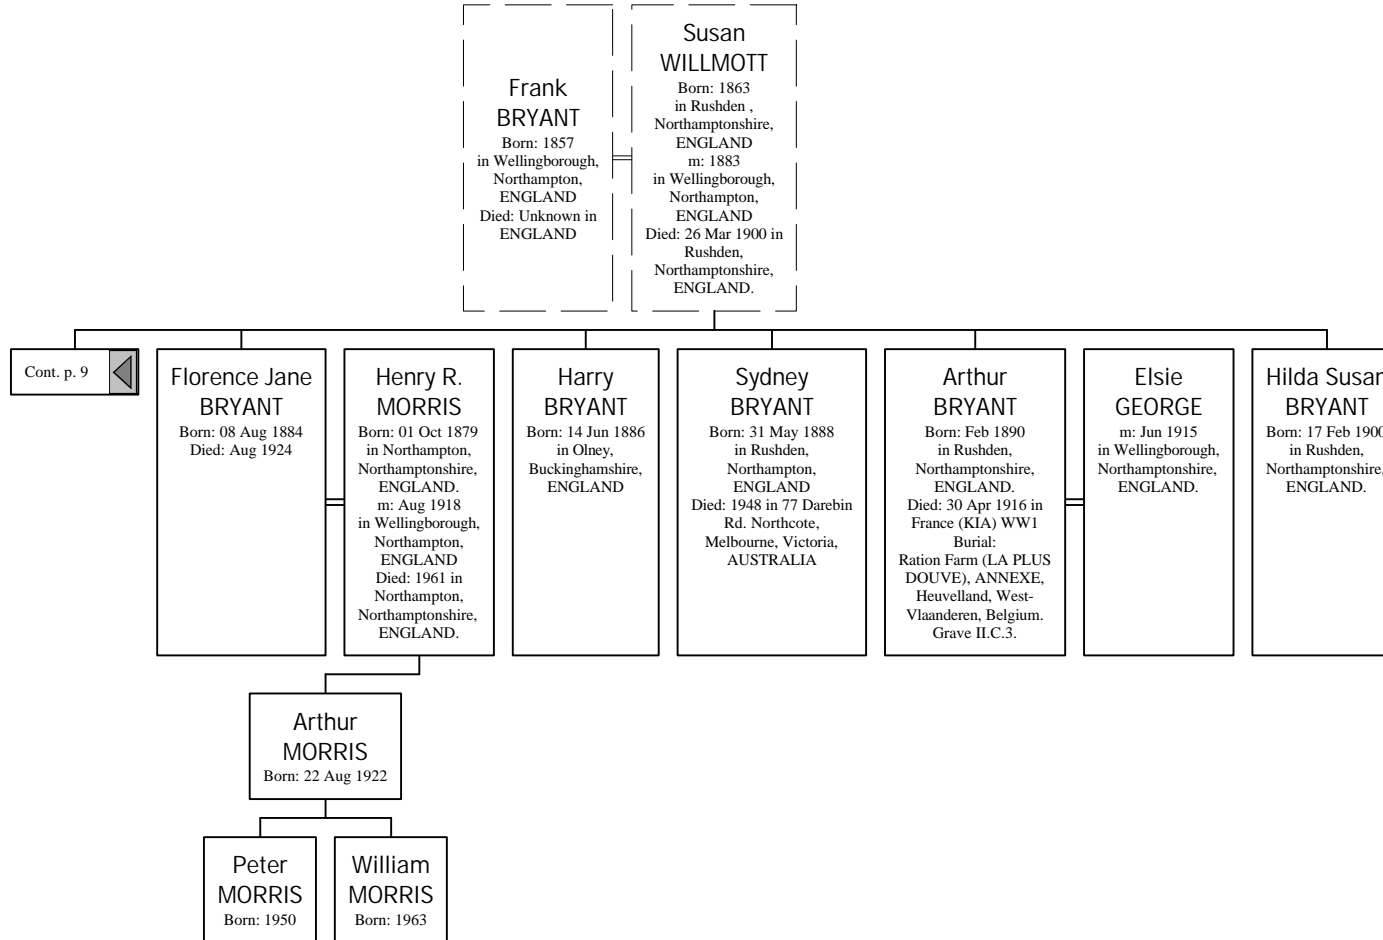 Frank
BRYANT
Born: 1857
in Wellingborough,
Northampton,
ENGLAND
Died: Unknown in
ENGLAND
Susan
WILLMOTT
Born: 1863
in Rushden ,
Northamptonshire,
ENGLAND
m: 1883
in Wellingborough,
Northampton,
ENGLAND
Died: 26 Mar 1900 in
Rushden,
Northamptonshire,
ENGLAND.
Cont. p. 9
Florence Jane
BRYANT
Born: 08 Aug 1884
Died: Aug 1924
Henry R.
MORRIS
Born: 01 Oct 1879
in Northampton,
Northamptonshire,
ENGLAND.
m: Aug 1918
in Wellingborough,
Northampton,
ENGLAND
Died: 1961 in
Northampton,
Northamptonshire,
ENGLAND.
Harry
BRYANT
Born: 14 Jun 1886
in Olney,
Buckinghamshire,
ENGLAND
Sydney
BRYANT
Born: 31 May 1888
in Rushden,
Northampton,
ENGLAND
Died: 1948 in 77 Darebin
Rd. Northcote,
Melbourne, Victoria,
AUSTRALIA
Arthur
BRYANT
Born: Feb 1890
in Rushden,
Northamptonshire,
ENGLAND.
Died: 30 Apr 1916 in
France (KIA) WW1
Burial:
Ration Farm (LA PLUS
DOUVE), ANNEXE,
Heuvelland, West-
Vlaanderen, Belgium.
Grave II.C.3.
Elsie
GEORGE
m: Jun 1915
in Wellingborough,
Northamptonshire,
ENGLAND.
Hilda Susan
BRYANT
Born: 17 Feb 1900
in Rushden,
Northamptonshire,
ENGLAND.
Arthur
MORRIS
Born: 22 Aug 1922
Peter
MORRIS
Born: 1950
William
MORRIS
Born: 1963